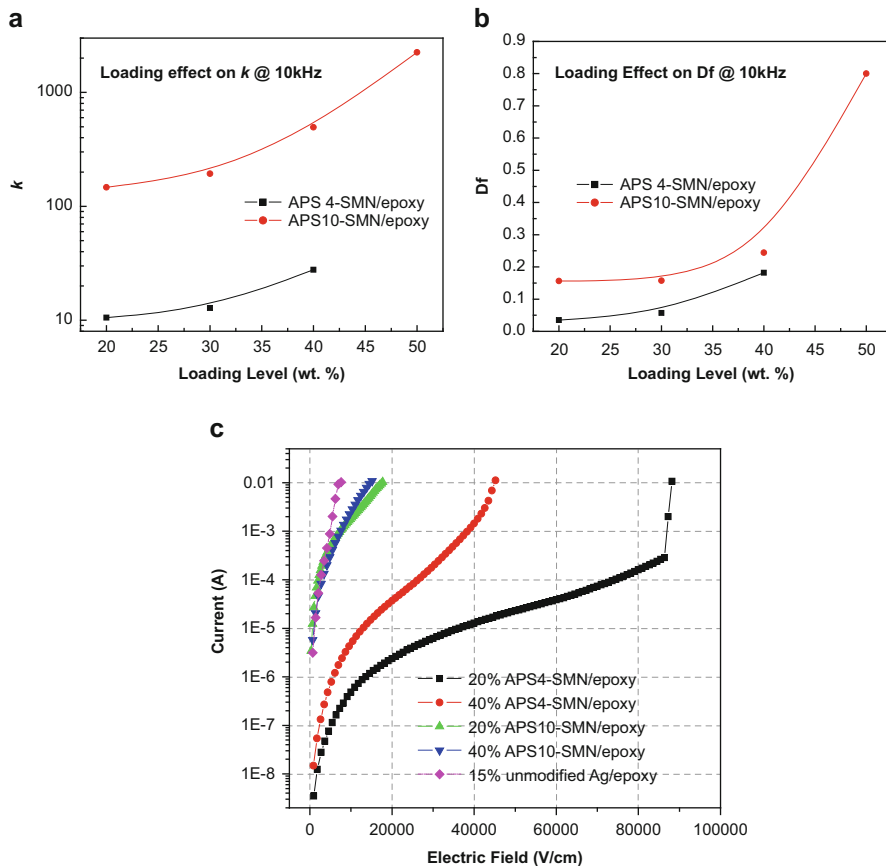 a
Loading effect on k @ 10kHz
1000
100
10
k
APS 4-SMN/epoxy
APS10-SMN/epoxy
20 25 30 35 40 45 50
Loading Level (wt. %)
b
Loading Effect on Df @ 10kHz
0.9
0.8
0.7
0.6
0.5
0.4
0.3
0.2
0.1
0.0
Df
APS 4-SMN/epoxy
APS10-SMN/epoxy
20 25 30 35 40 45 50
Loading Level (wt. %)
c
0.01
1E-3
1E-4
1E-5
1E-6
1E-7
1E-8
Current (A)
20% APS4-SMN/epoxy
40% APS4-SMN/epoxy
20% APS10-SMN/epoxy
40% APS10-SMN/epoxy
15% unmodified Ag/epoxy
0 20000 40000 60000 80000 100000
Electric Field (V/cm)